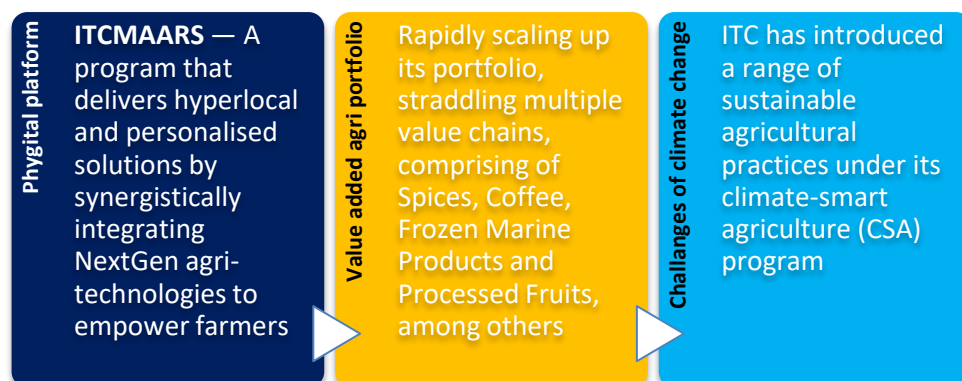 Phygital platform
ITCMAARS — A
program that
delivers hyperlocal
and personalised
solutions by
synergistically
integrating
NextGen agri-
technologies to
empower farmers
Value added agri portfolio
Rapidly scaling up
its portfolio,
straddling multiple
value chains,
comprising of
Spices, Coffee,
Frozen Marine
Products and
Processed Fruits,
among others
Challanges of climate change
ITC has introduced
a range of
sustainable
agricultural
practices under its
climate-smart
agriculture (CSA)
program